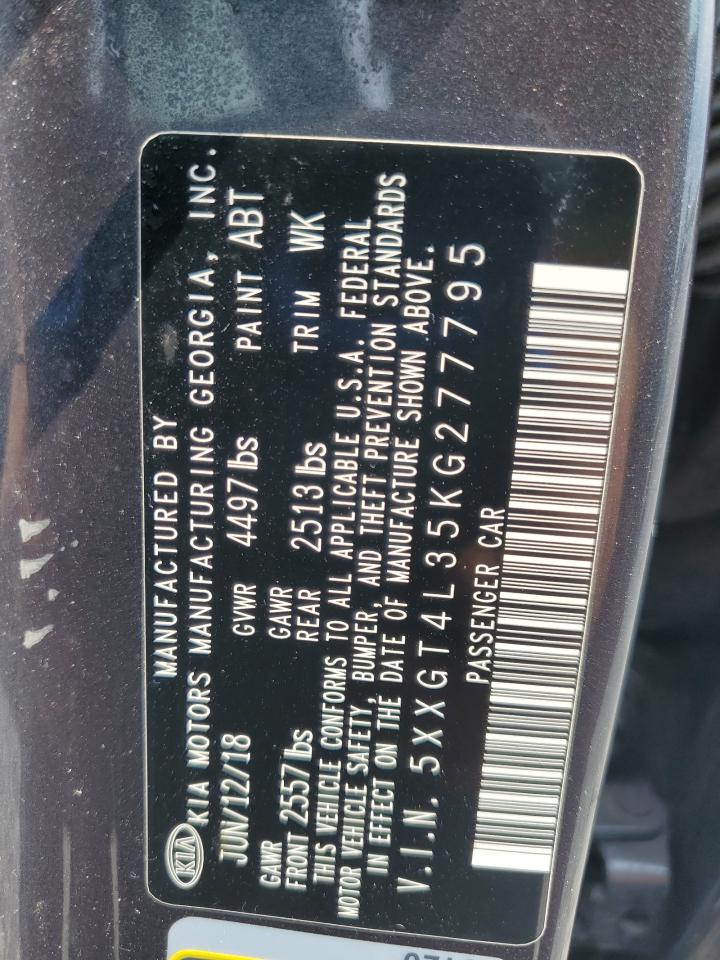 MANUFACTURED BY
KIA KIA MOTORS MANUFACTURING GEORGIA, INC.
JUN/12/18 GVWR 4497 lbs PAINT ABT
GAWR FRONT 2557 lbs GAWR REAR 2513 lbs TRIM WK
THIS VEHICLE CONFORMS TO ALL APPLICABLE U.S.A. FEDERAL
MOTOR VEHICLE SAFETY, BUMPER, AND THEFT PREVENTION STANDARDS
IN EFFECT ON THE DATE OF MANUFACTURE SHOWN ABOVE.
V.I.N. 5XXGT4L35KG277795
PASSENGER CAR